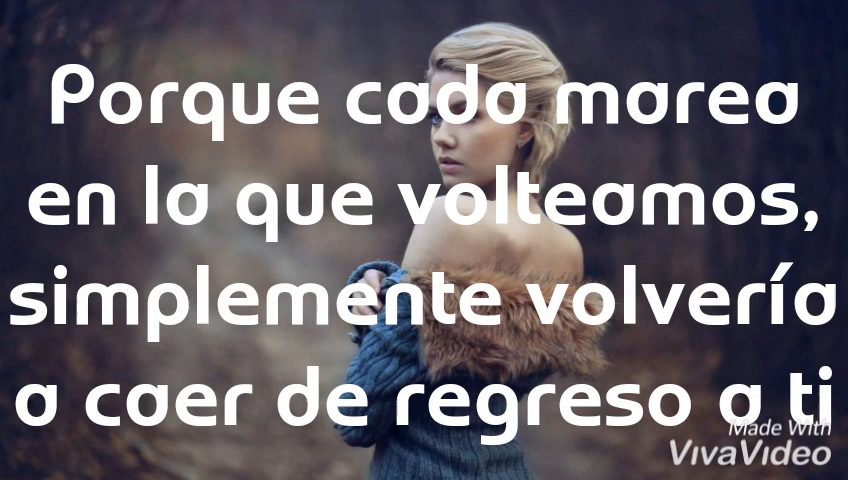 Porque cada marea
en la que volteamos,
simplemente volvería
a caer de regreso a ti
Made With
VivaVideo